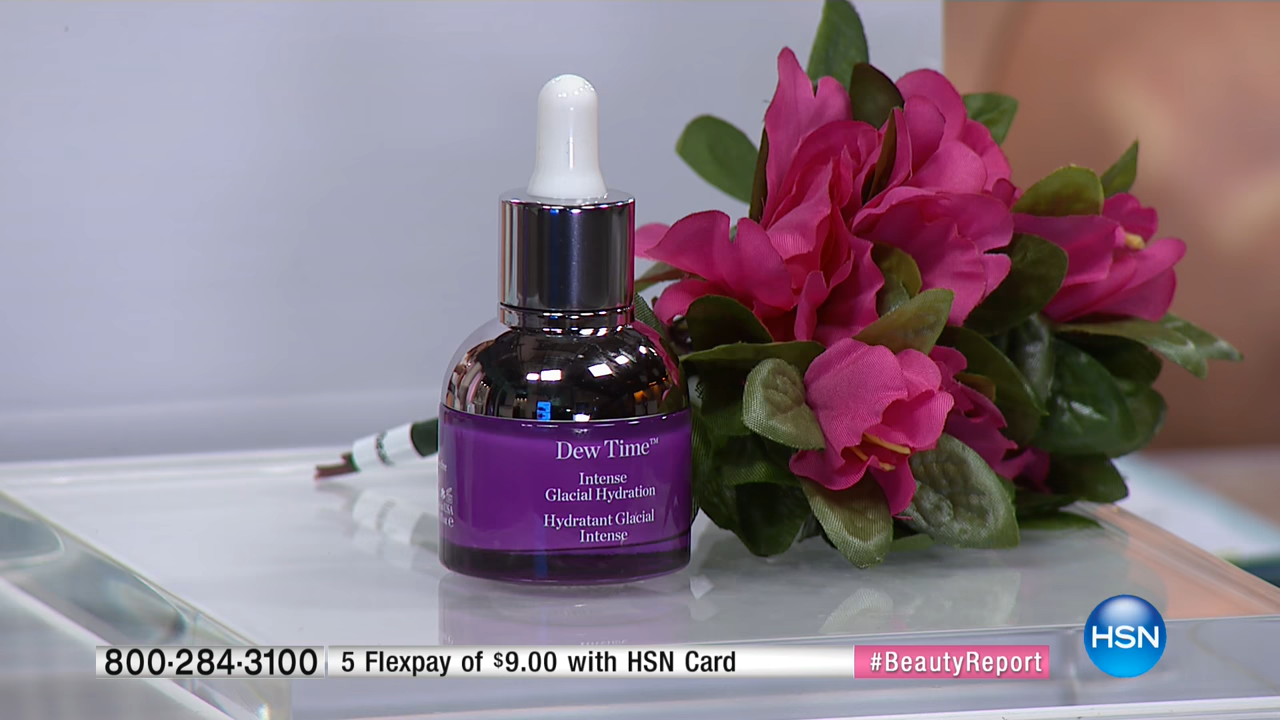 Dew Time™
Intense
Glacial Hydration
Hydratant Glacial
Intense
800·284·3100
5 Flexpay of $9.00 with HSN Card
#BeautyReport
HSN